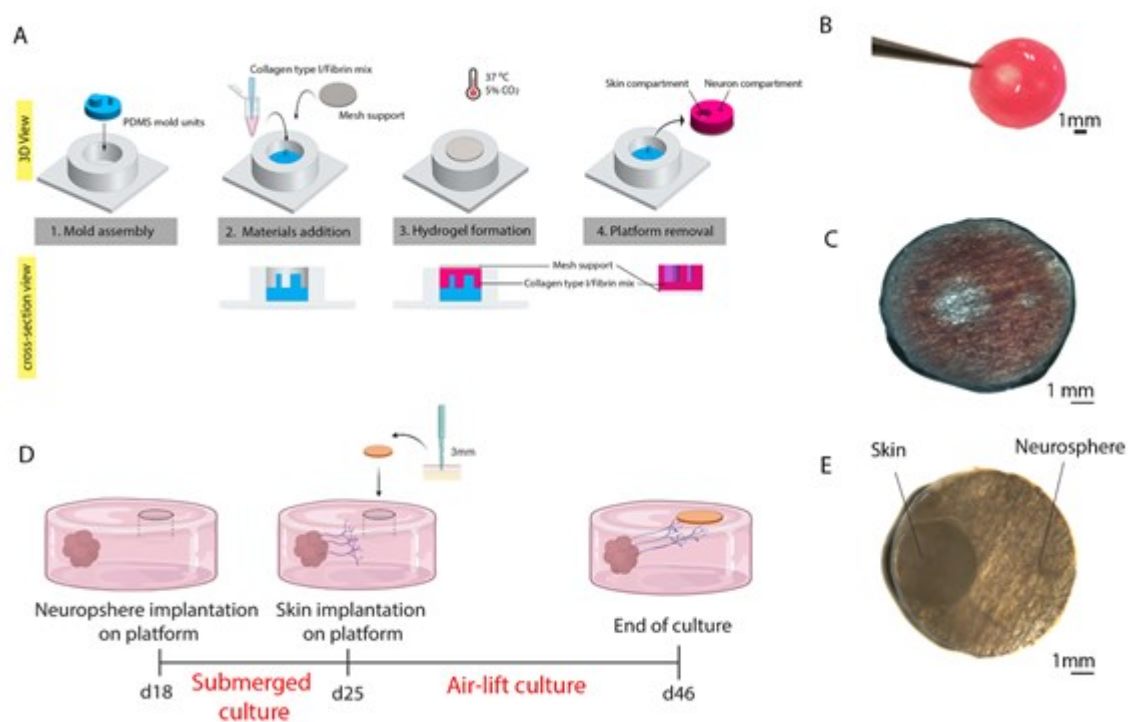 A
Collagen type I/Fibrin mix
PDMS mold units
Mesh support
37 ⁰C
5% CO₂
Skin compartment
Neuron compartment
3D View
1. Mold assembly
2. Materials addition
3. Hydrogel formation
4. Platform removal
cross-section view
Mesh support
Collagen type I/Fibrin mix
B
1mm
C
1 mm
D
3mm
Neuropshere implantation
on platform
Skin implantation
on platform
End of culture
d18
Submerged
culture
d25
Air-lift culture
d46
E
Skin
Neurosphere
1mm